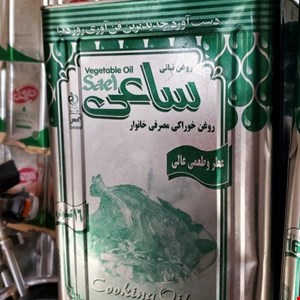 دست آورد جدیدترین فن آوری روز دنیا
Vegetable Oil
روغن نباتی
Saei
ساعی
روغن خوراکی مصرفی خانوار
عطر و طعمی عالی
Cooking Oil